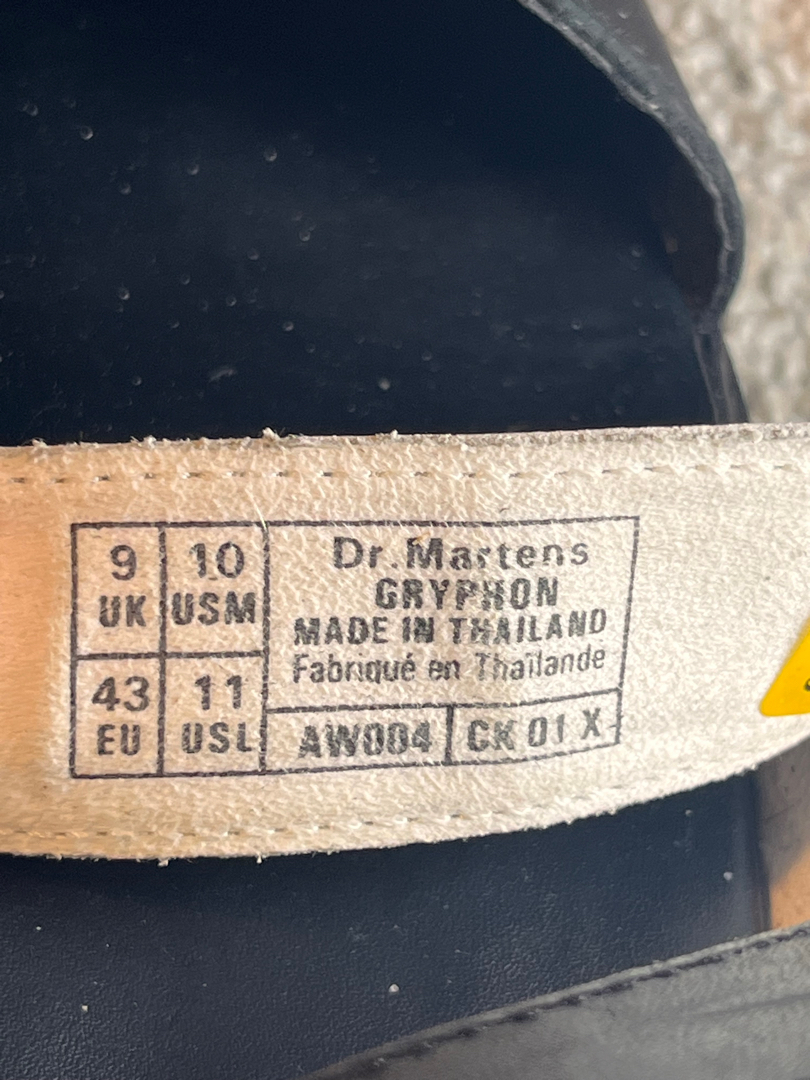 9 UK
10 USM
43 EU
11 USL
Dr.Martens
GRYPHON
MADE IN THAILAND
Fabriqué en Thaïlande
AW004
CK 01 X